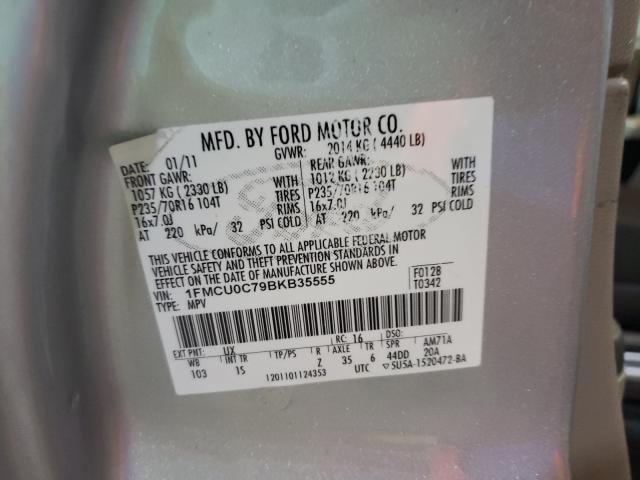 MFD. BY FORD MOTOR CO.
DATE: 01/11 GVWR: 2014 KG ( 4440 LB)
FRONT GAWR: REAR GAWR:
1057 KG ( 2330 LB) WITH 1012 KG ( 2230 LB) WITH
P235/70R16 104T TIRES P235/70R16 104T TIRES
16x7.0J RIMS 16x7.0J RIMS
AT 220 kPa/ 32 PSI COLD AT 220 kPa/ 32 PSI COLD
THIS VEHICLE CONFORMS TO ALL APPLICABLE FEDERAL MOTOR
VEHICLE SAFETY AND THEFT PREVENTION STANDARDS IN
EFFECT ON THE DATE OF MANUFACTURE SHOWN ABOVE.
VIN: 1FMCU0C79BKB35555 F0128
TYPE: MPV T0342
EXT PNT: UX RC: 16 DSO:
WB INT TR TP/PS R AXLE TR SPR AM71A
103 IS Z 35 6 44DD 20A
1201101124353 UTC ▽5U5A-1520472-BA